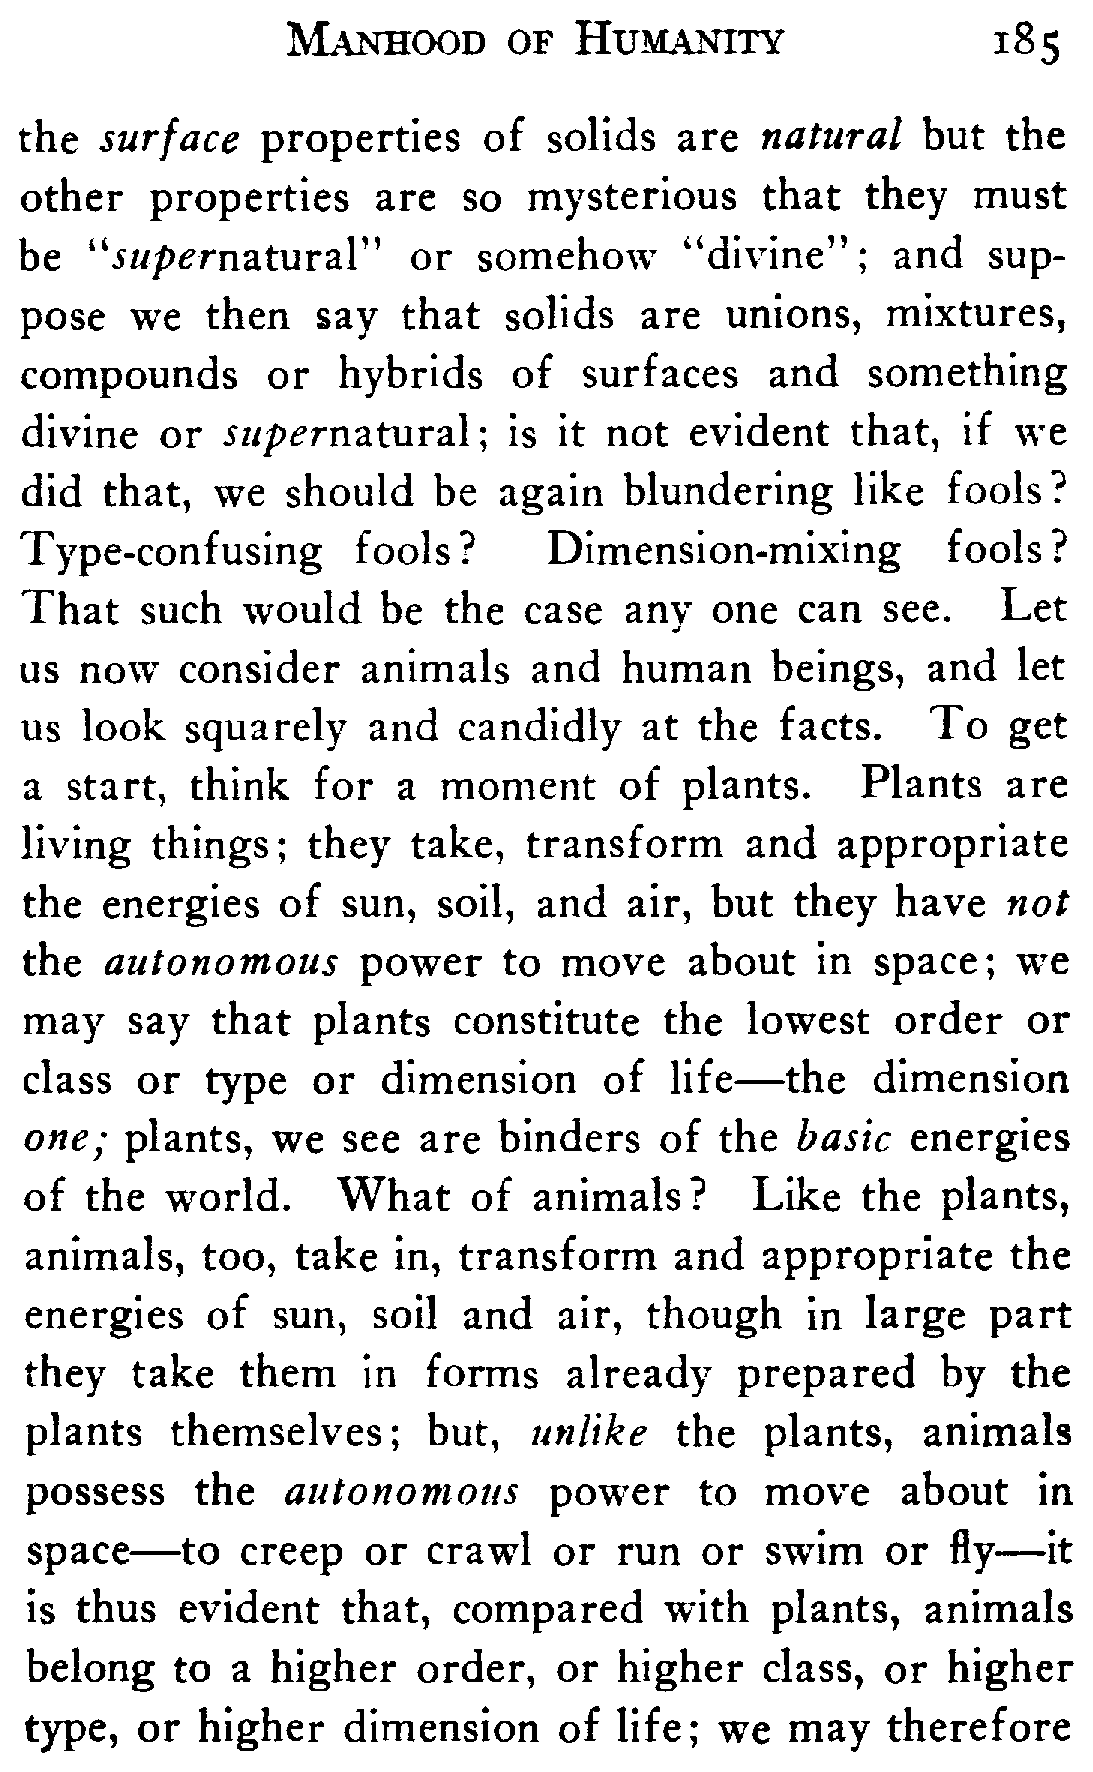 MANHOOD OF HUMANITY 185
the surface properties of solids are natural but the
other properties are so mysterious that they must
be "supernatural" or somehow "divine"; and sup-
pose we then say that solids are unions, mixtures,
compounds or hybrids of surfaces and something
divine or supernatural; is it not evident that, if we
did that, we should be again blundering like fools?
Type-confusing fools? Dimension-mixing fools?
That such would be the case any one can see. Let
us now consider animals and human beings, and let
us look squarely and candidly at the facts. To get
a start, think for a moment of plants. Plants are
living things; they take, transform and appropriate
the energies of sun, soil, and air, but they have not
the autonomous power to move about in space; we
may say that plants constitute the lowest order or
class or type or dimension of life—the dimension
one; plants, we see are binders of the basic energies
of the world. What of animals? Like the plants,
animals, too, take in, transform and appropriate the
energies of sun, soil and air, though in large part
they take them in forms already prepared by the
plants themselves; but, unlike the plants, animals
possess the autonomous power to move about in
space—to creep or crawl or run or swim or fly—it
is thus evident that, compared with plants, animals
belong to a higher order, or higher class, or higher
type, or higher dimension of life; we may therefore